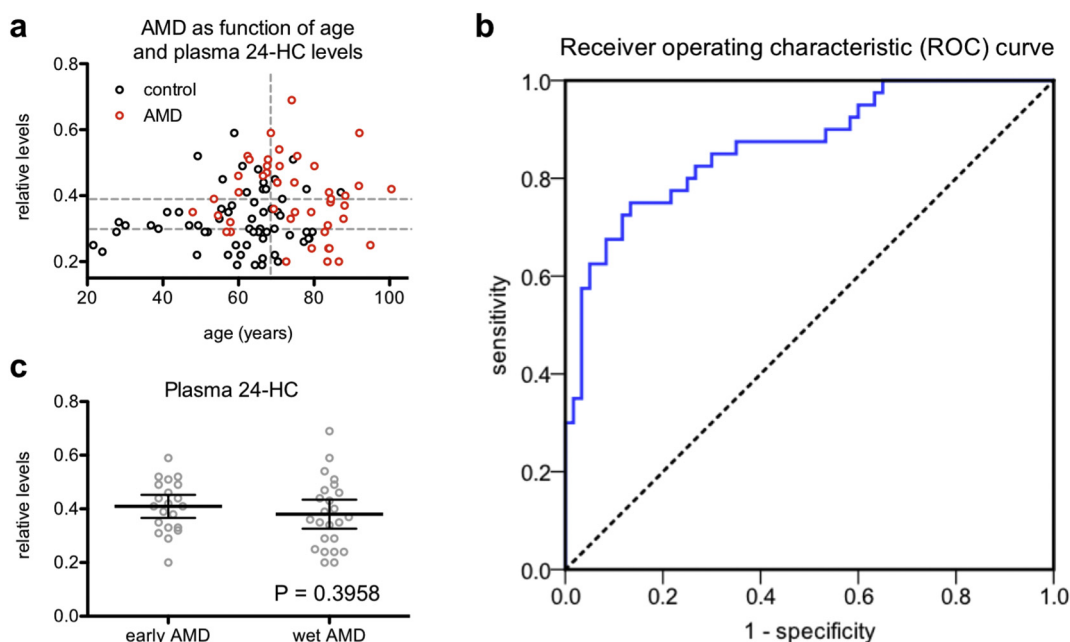 a
AMD as function of age
and plasma 24-HC levels
0.8
0.6
0.4
0.2
relative levels
control
AMD
20 40 60 80 100
age (years)
b
Receiver operating characteristic (ROC) curve
1.0
0.8
0.6
0.4
0.2
0.0
sensitivity
0.0 0.2 0.4 0.6 0.8 1.0
1 - specificity
c
Plasma 24-HC
0.8
0.6
0.4
0.2
0.0
relative levels
P = 0.3958
early AMD wet AMD